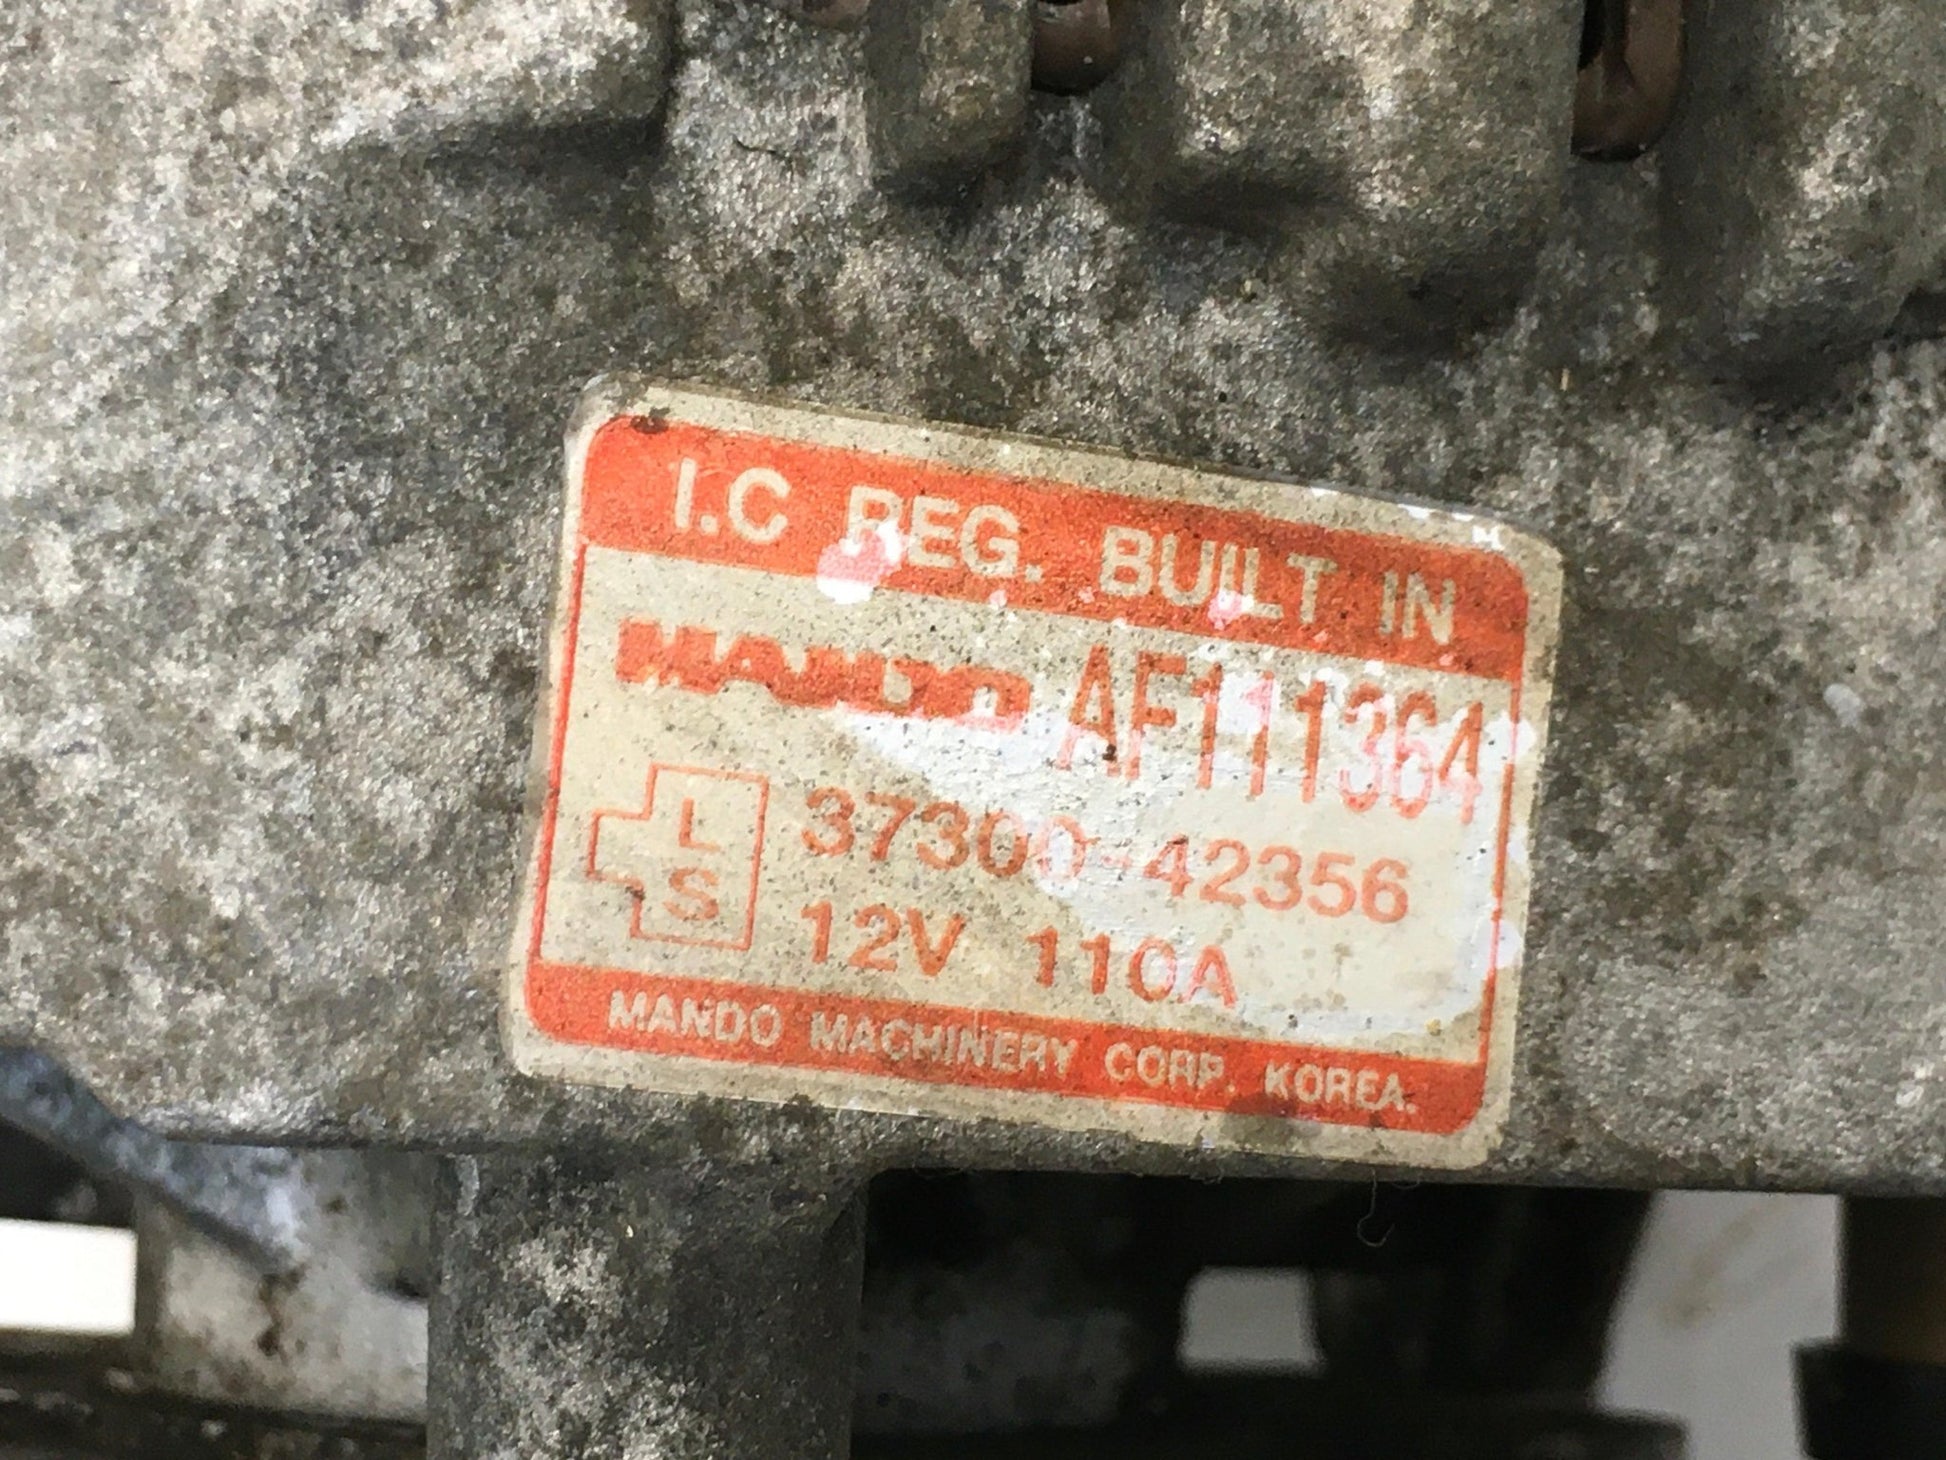 I.C REG. BUILT IN
MANDO AF111364
L 37300-42356
S 12V 110A
MANDO MACHINERY CORP. KOREA.